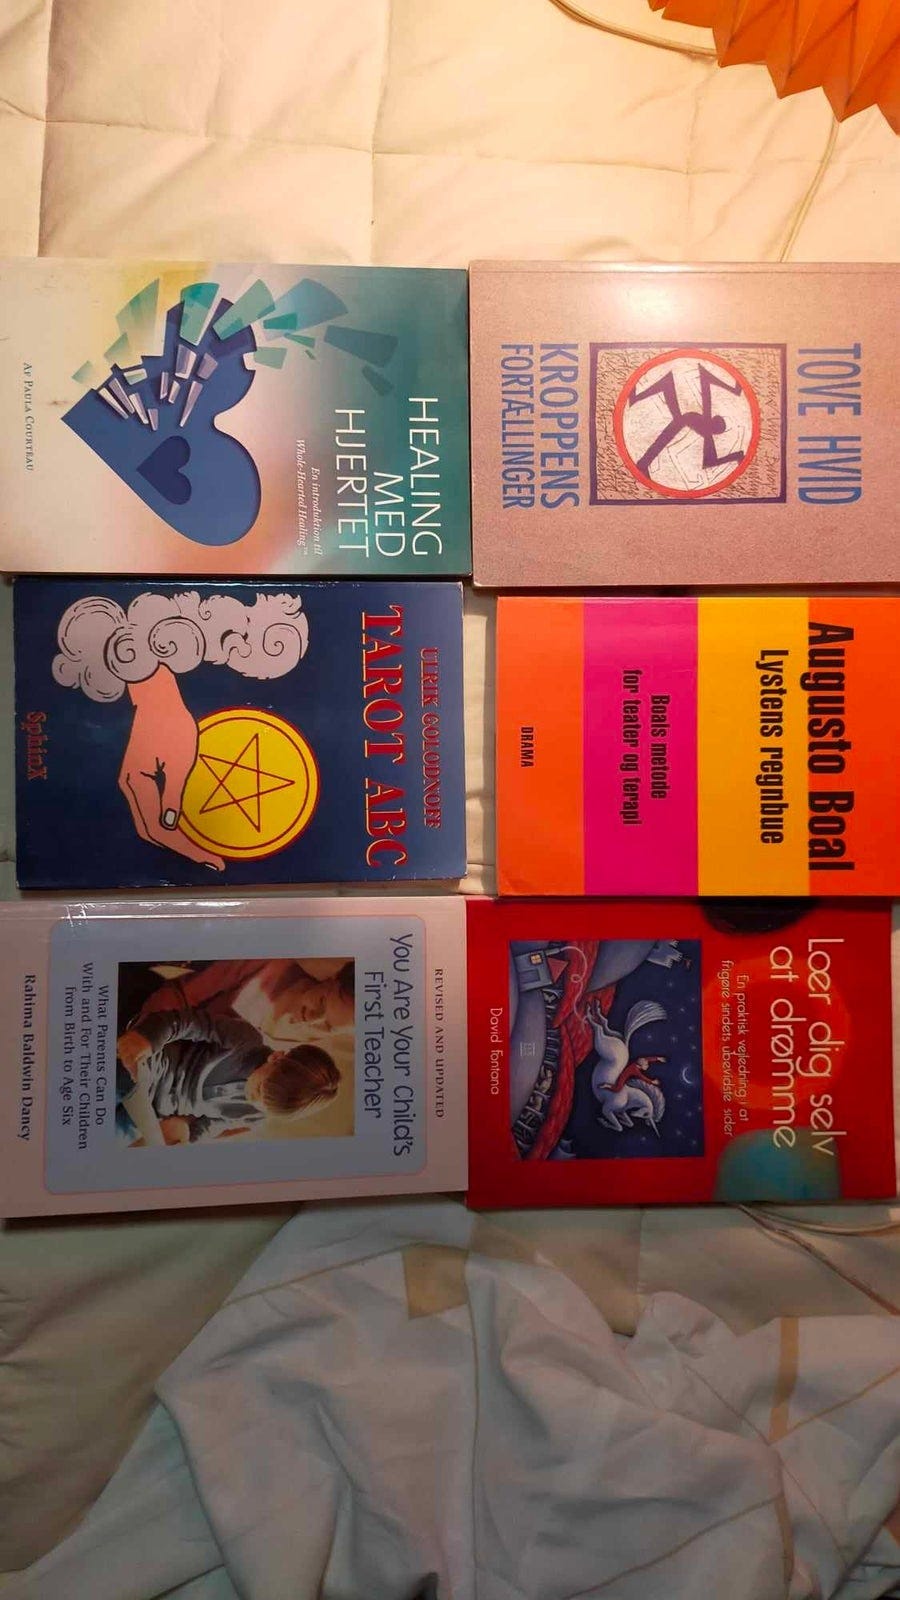 TOVE HVID
KROPPENS
FORTÆLLINGER
Augusto Boal
Lystens regnbue
Boals metode
for teater og terapi
DRAMA
Lær dig selv
at drømme
En praktisk vejledning i at
frigøre sindets ubevidste sider
David Fontana
HEALING
MED
HJERTET
En introduktion til
Whole-Hearted Healing™
AF PAULA COURTEAU
ULRIK GOLODNOFF
TAROT ABC
SphinX
REVISED AND UPDATED
You Are Your Child's
First Teacher
What Parents Can Do
With and For Their Children
from Birth to Age Six
Rahima Baldwin Dancy